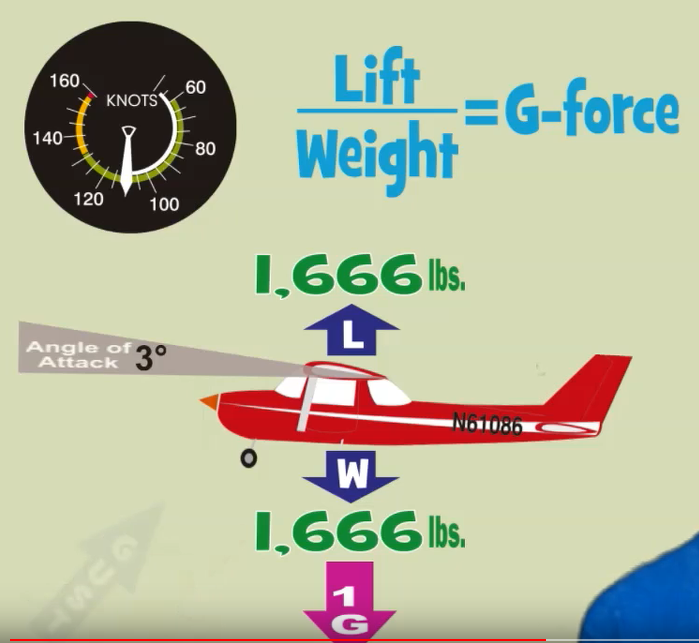 160
KNOTS
60
140
80
120
100
Lift
Weight
=G-force
1,666 lbs.
L
Angle of
Attack 3°
N61086
W
1,666 lbs.
GUST
1
G